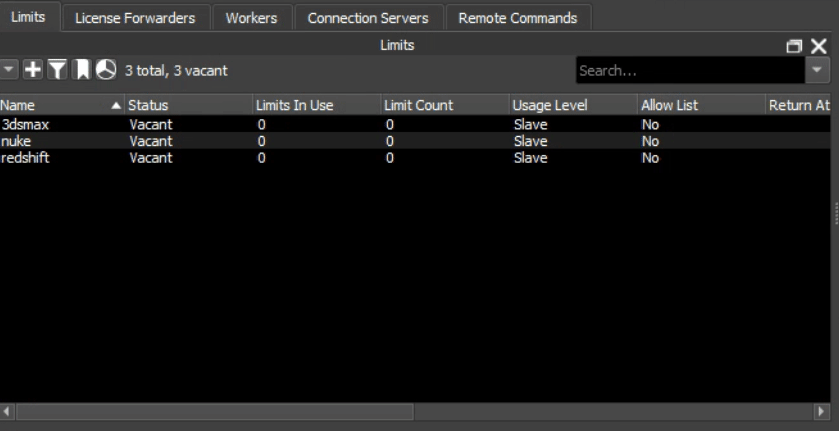 Limits License Forwarders Workers Connection Servers Remote Commands
Limits
3 total, 3 vacant Search...
Name Status Limits In Use Limit Count Usage Level Allow List Return At
3dsmax Vacant 0 0 Slave No
nuke Vacant 0 0 Slave No
redshift Vacant 0 0 Slave No